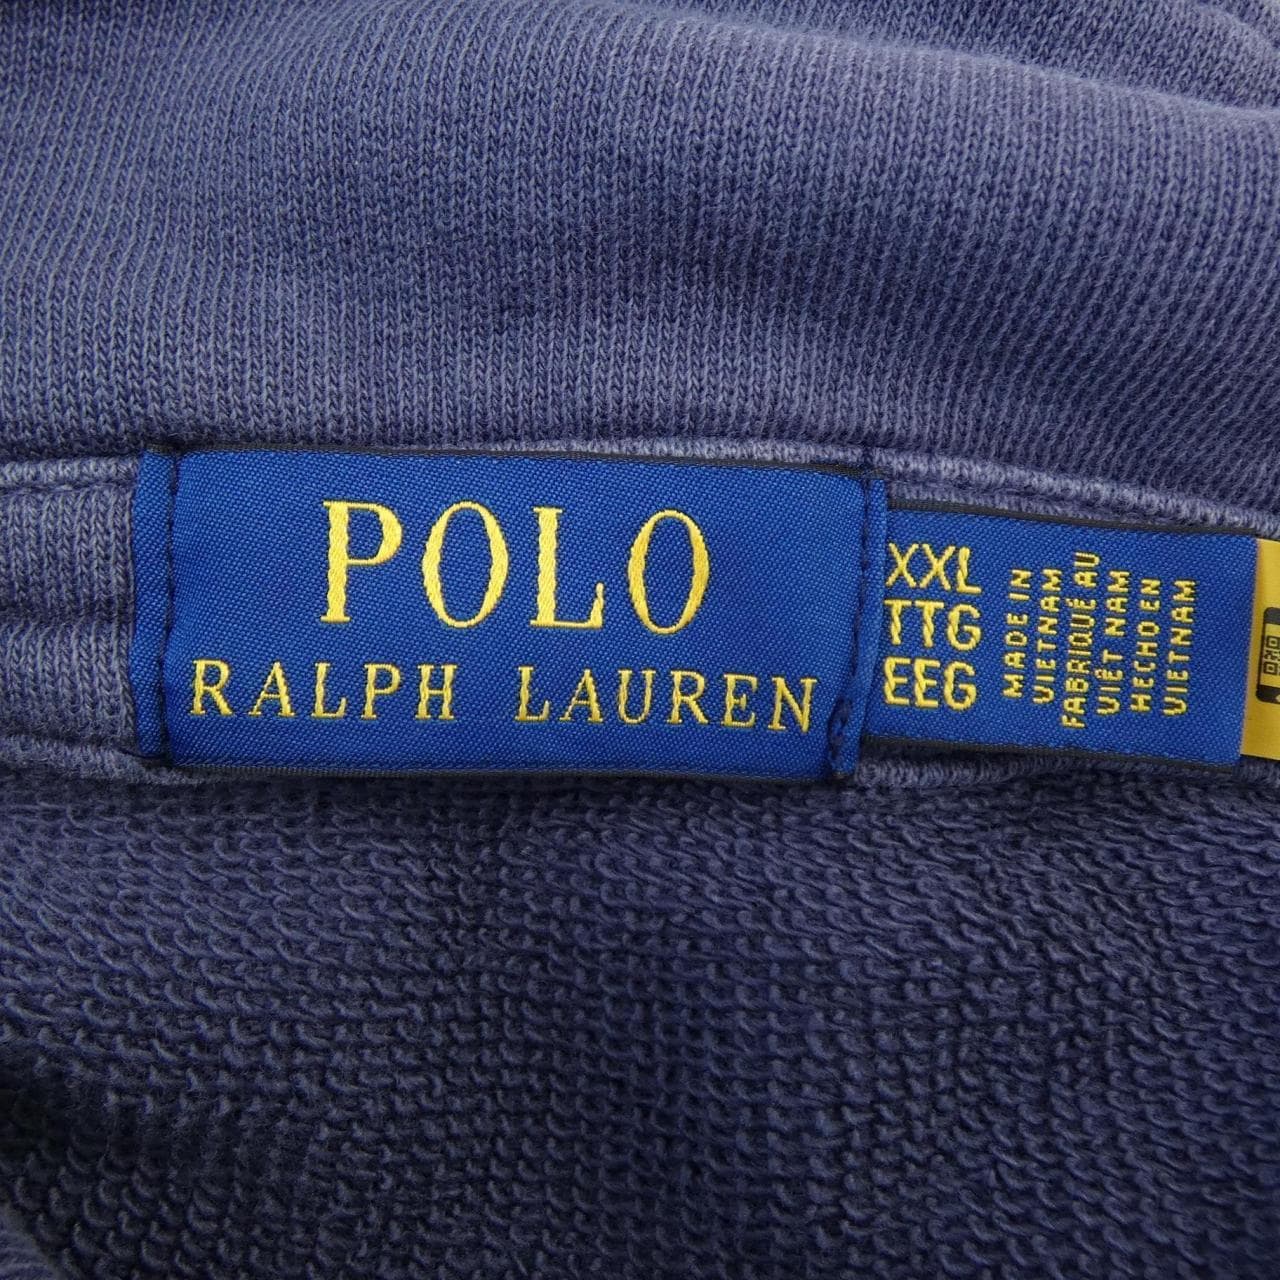 POLO
RALPH LAUREN
XXL
TTG
EEG
MADE IN
VIETNAM
FABRIQUÉ AU
VIÊT NAM
HECHO EN
VIETNAM